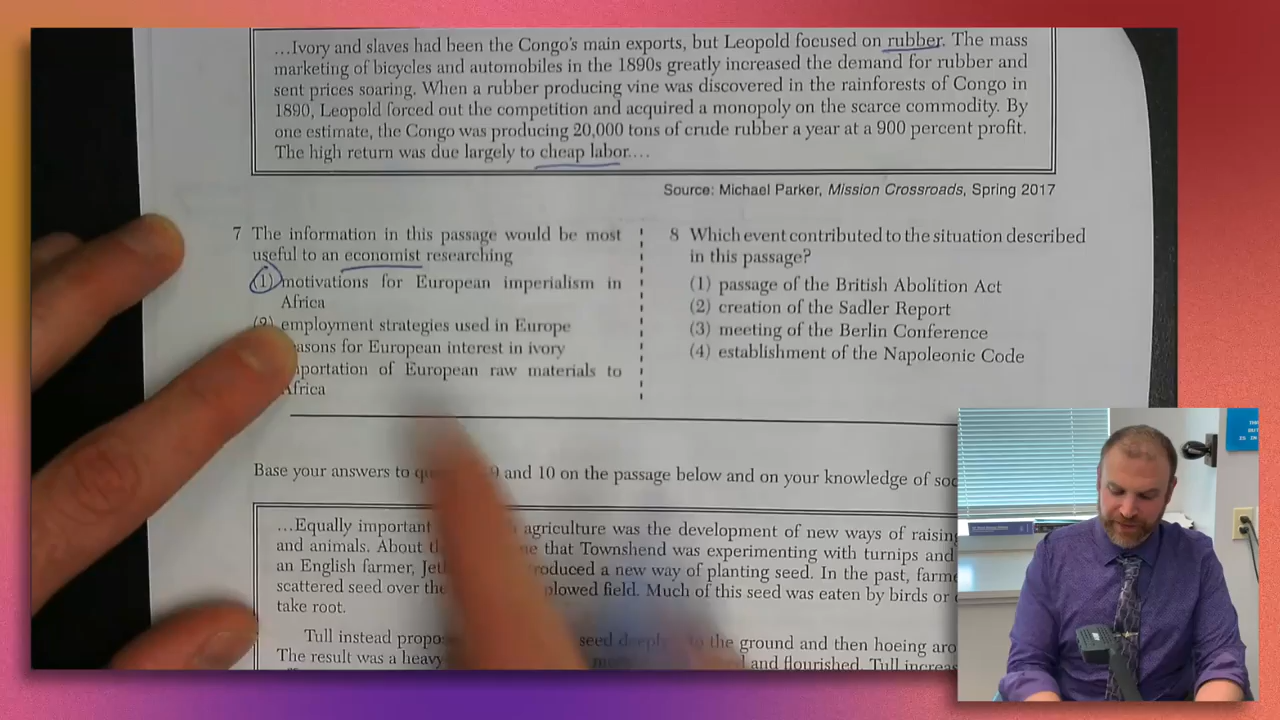 ...Ivory and slaves had been the Congo's main exports, but Leopold focused on rubber. The mass
marketing of bicycles and automobiles in the 1890s greatly increased the demand for rubber and
sent prices soaring. When a rubber producing vine was discovered in the rainforests of Congo in
1890, Leopold forced out the competition and acquired a monopoly on the scarce commodity. By
one estimate, the Congo was producing 20,000 tons of crude rubber a year at a 900 percent profit.
The high return was due largely to cheap labor....
Source: Michael Parker, Mission Crossroads, Spring 2017
7 The information in this passage would be most
useful to an economist researching
(1) motivations for European imperialism in
Africa
(2) employment strategies used in Europe
for European interest in ivory
of European raw materials to
Africa
8 Which event contributed to the situation described
in this passage?
(1) passage of the British Abolition Act
(2) creation of the Sadler Report
(3) meeting of the Berlin Conference
(4) establishment of the Napoleonic Code
Base your answers to 9 and 10 on the passage below and on your knowledge of
...Equally important agriculture was the development of new ways of raising
and animals. About that Townshend was experimenting with turnips and
an English farmer, a new way of planting seed. In the past,
scattered seed over the plowed field. Much of this seed was eaten by birds or
take root.
Tull instead seed the ground and then hoeing
The result was a and flourished. Tull